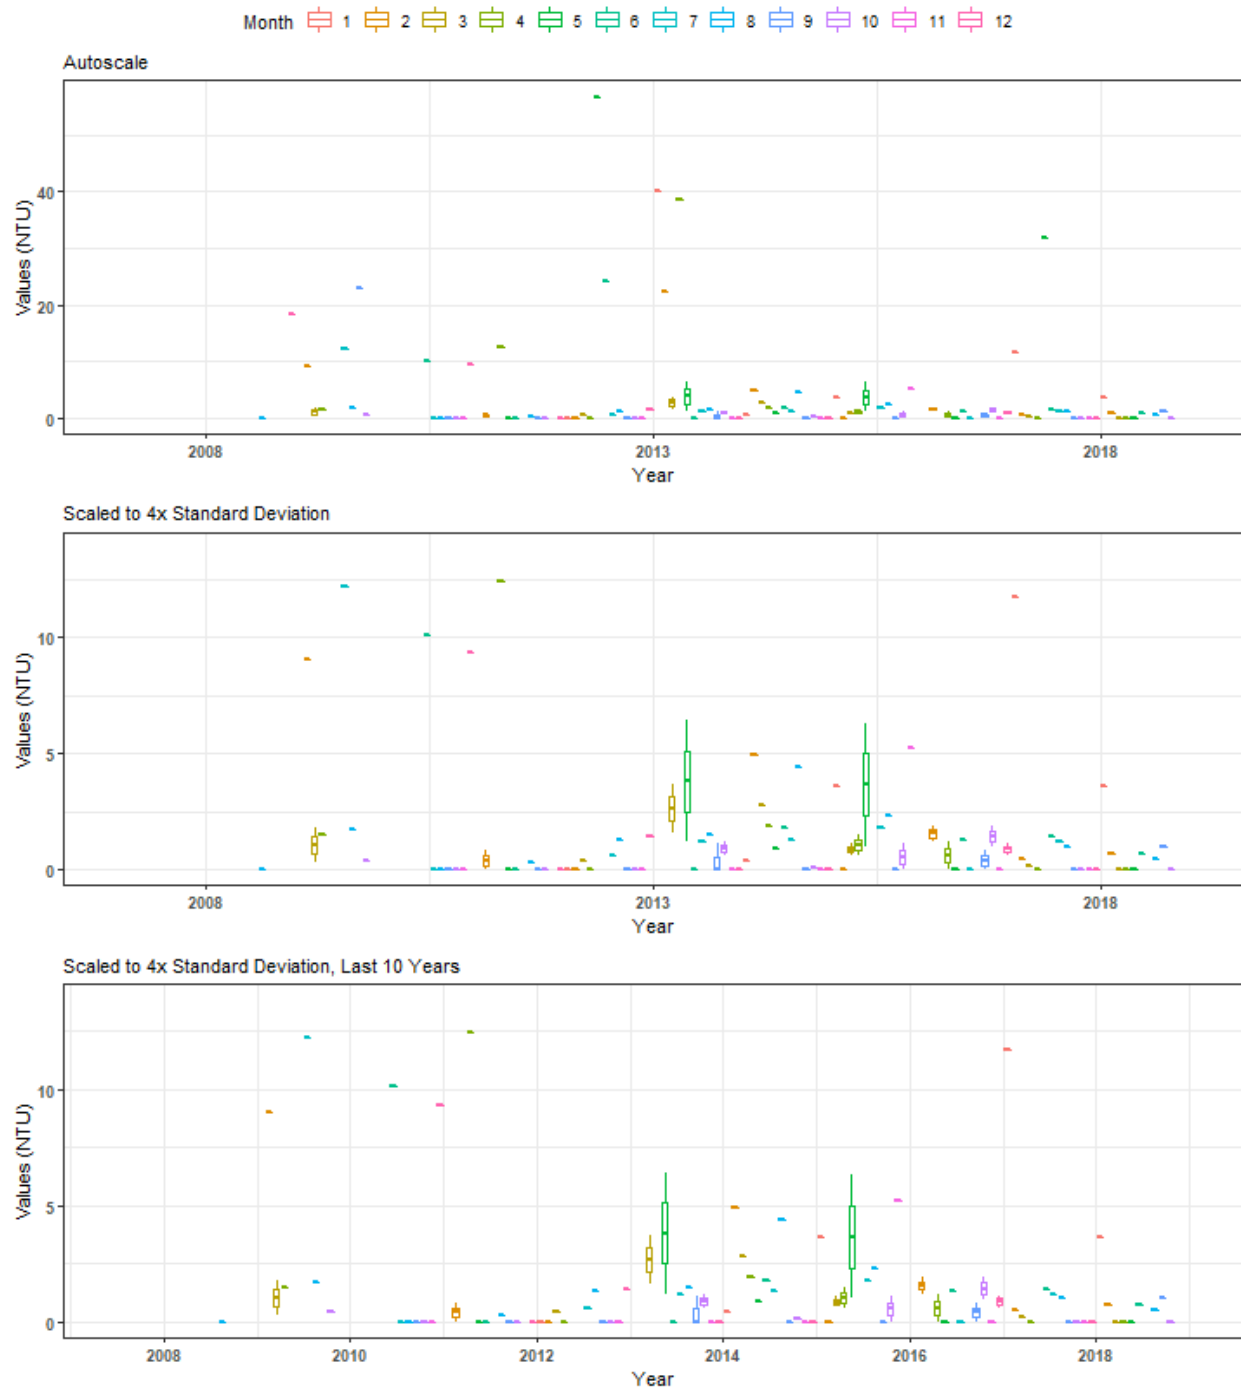 Month 1 2 3 4 5 6 7 8 9 10 11 12
Autoscale
Values (NTU)
40
20
0
2008 2013 2018
Year
Scaled to 4x Standard Deviation
Values (NTU)
10
5
0
2008 2013 2018
Year
Scaled to 4x Standard Deviation, Last 10 Years
Values (NTU)
10
5
0
2008 2010 2012 2014 2016 2018
Year